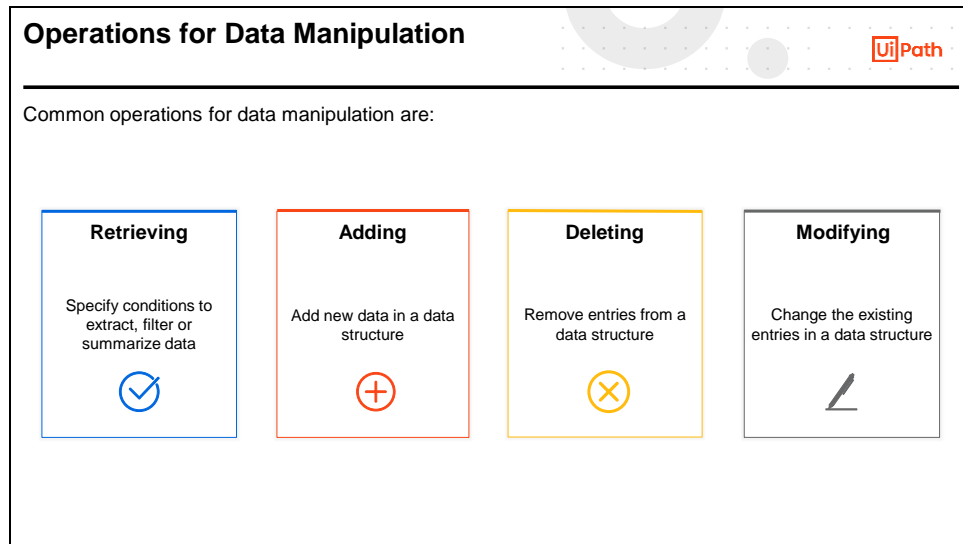 Operations for Data Manipulation
UiPath
Common operations for data manipulation are:
Retrieving
Specify conditions to
extract, filter or
summarize data
Adding
Add new data in a data
structure
Deleting
Remove entries from a
data structure
Modifying
Change the existing
entries in a data structure